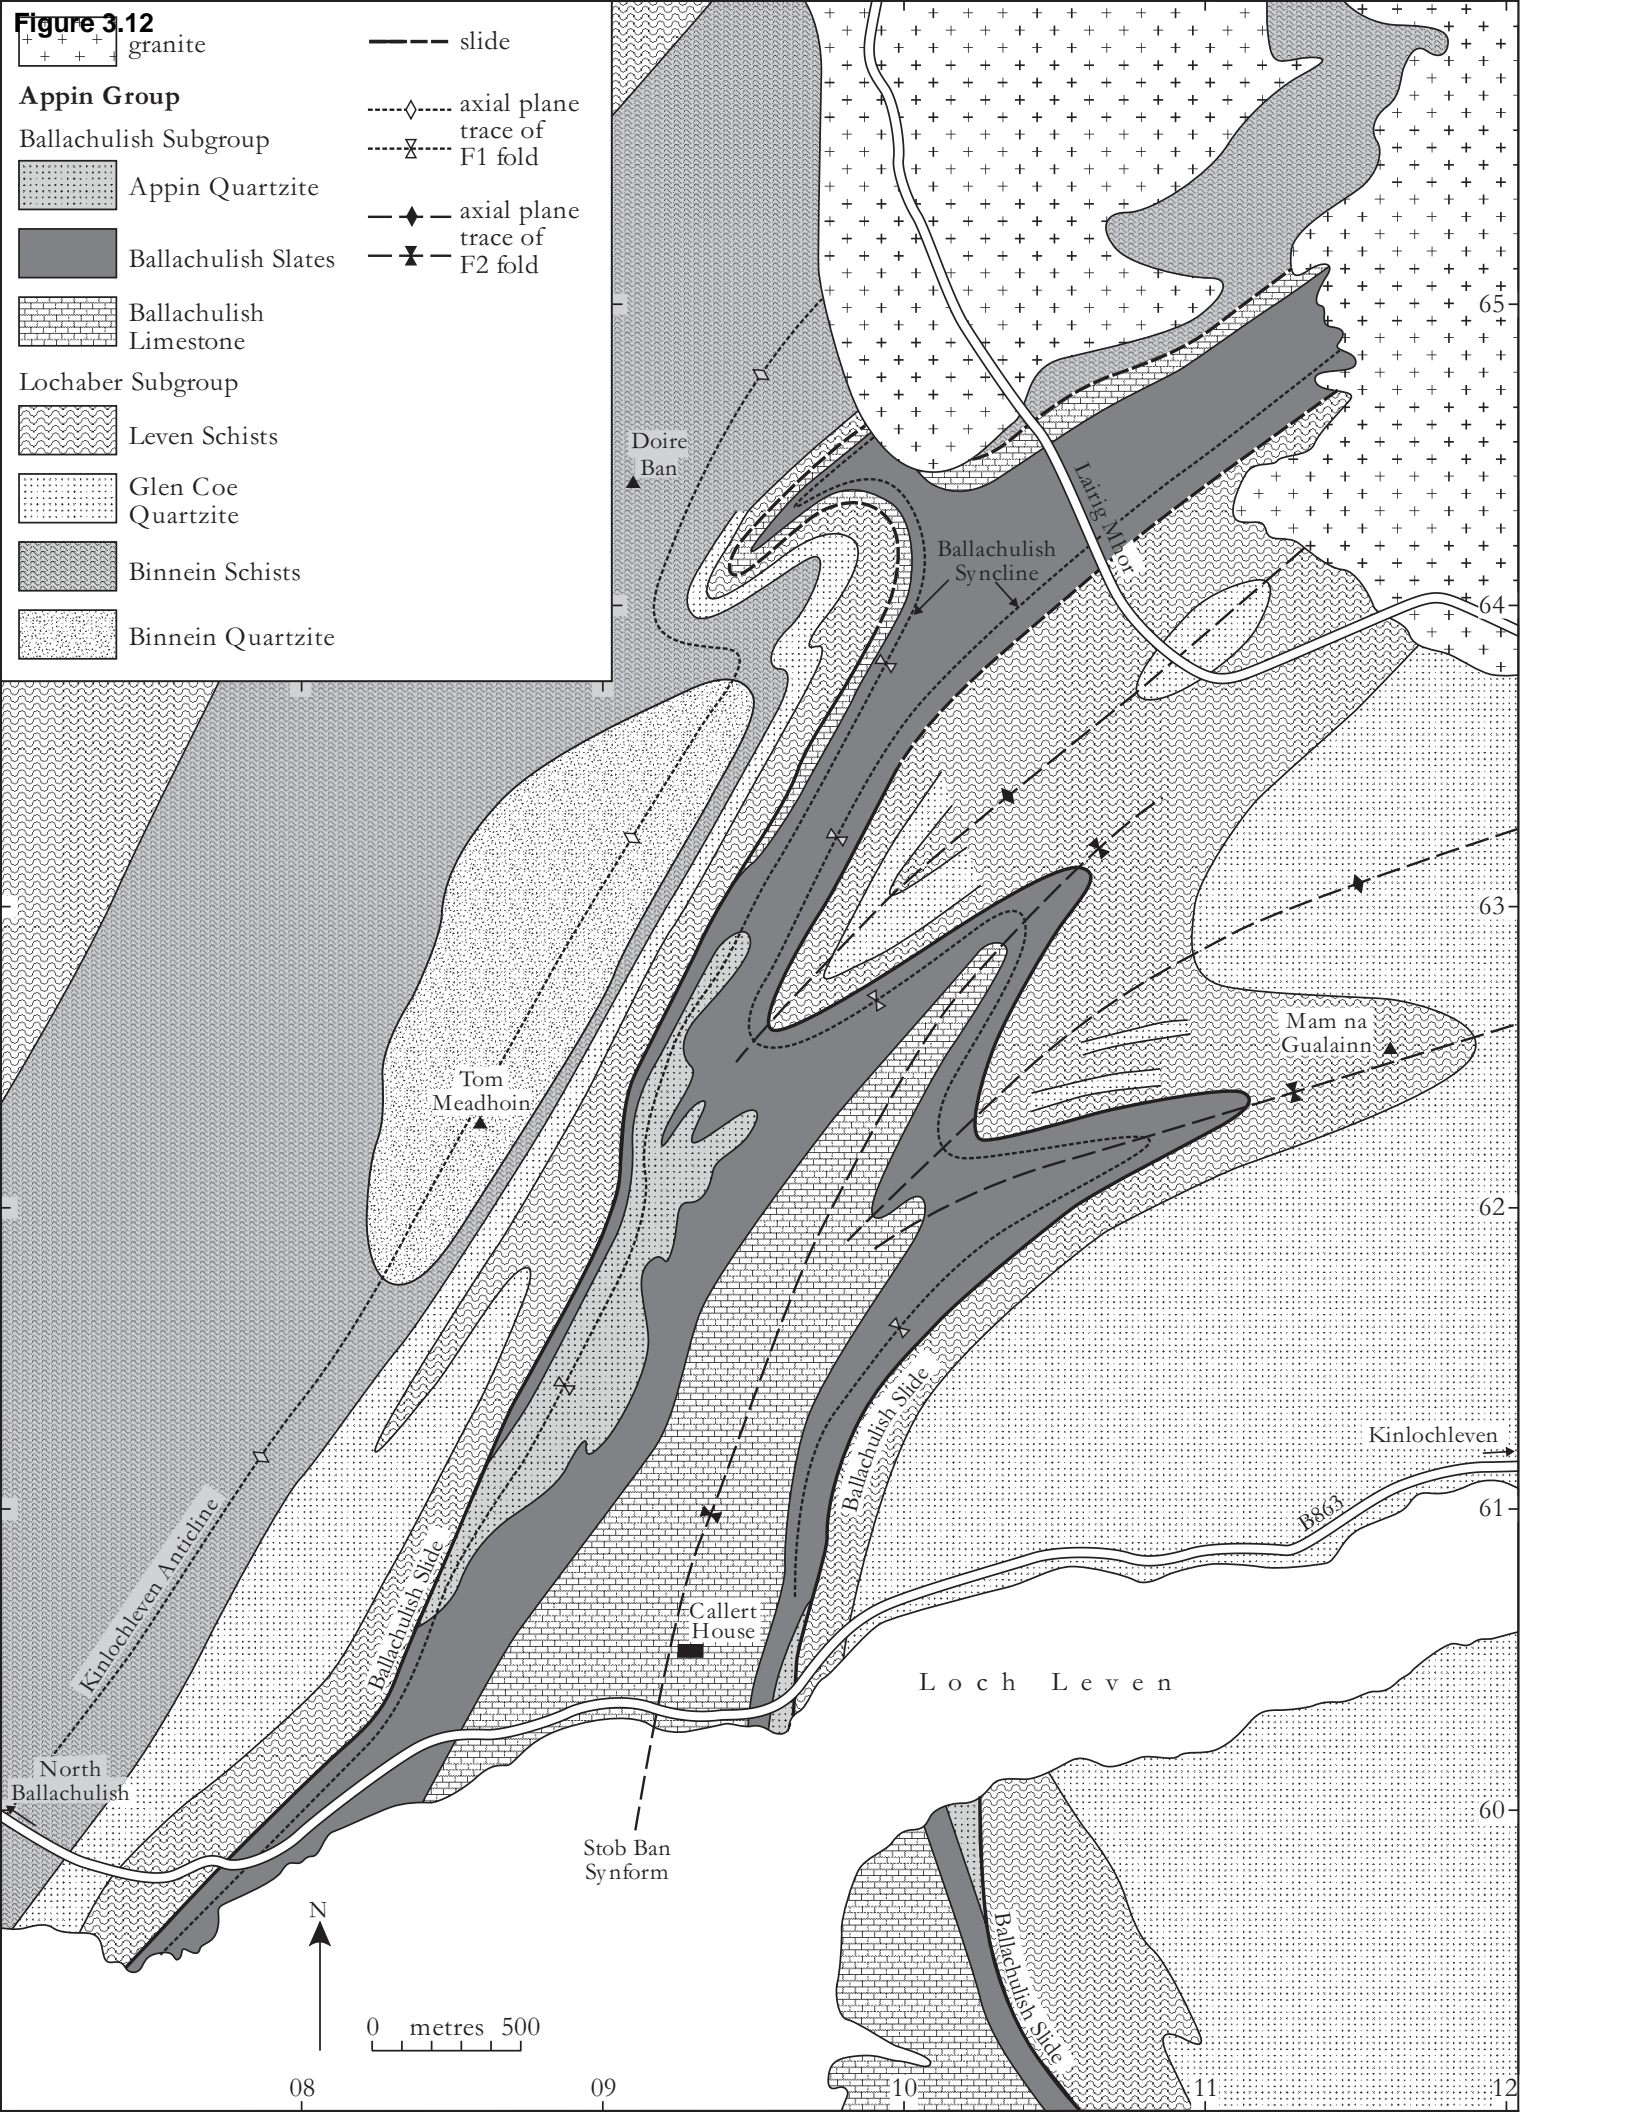 Figure 3.12
granite
Appin Group
Ballachulish Subgroup
Appin Quartzite
Ballachulish Slates
Ballachulish
Limestone
Lochaber Subgroup
Leven Schists
Glen Coe
Quartzite
Binnein Schists
Binnein Quartzite
slide
axial plane
trace of
F1 fold
axial plane
trace of
F2 fold
65
Doire
Ban
Lairig Mhor
Ballachulish
Syncline
64
63
Mam na
Gualainn
Tom
Meadhoin
62
Ballachulish Slide
Kinlochleven
61
B863
Kinlochleven Anticline
Ballachulish Slide
Callert
House
Loch Leven
North
Ballachulish
60
Stob Ban
Synform
N
Ballachulish Slide
0 metres 500
08
09
10
11
12